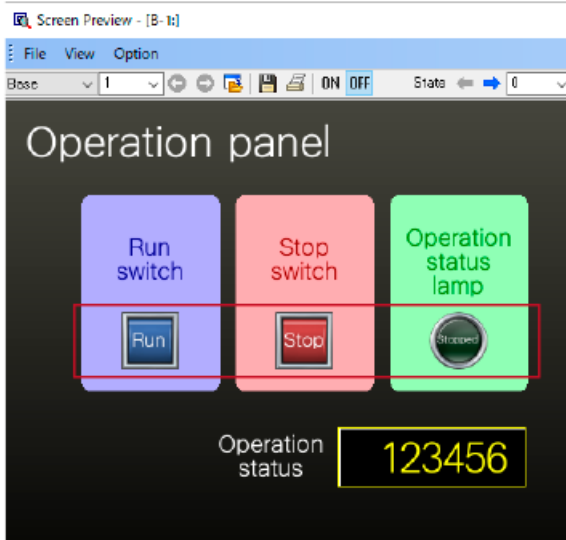 Screen Preview - [B-1:]
File View Option
Base 1 ON OFF State 0
Operation panel
Run
switch
Stop
switch
Operation
status
lamp
Run
Stop
Stopped
Operation
status
123456